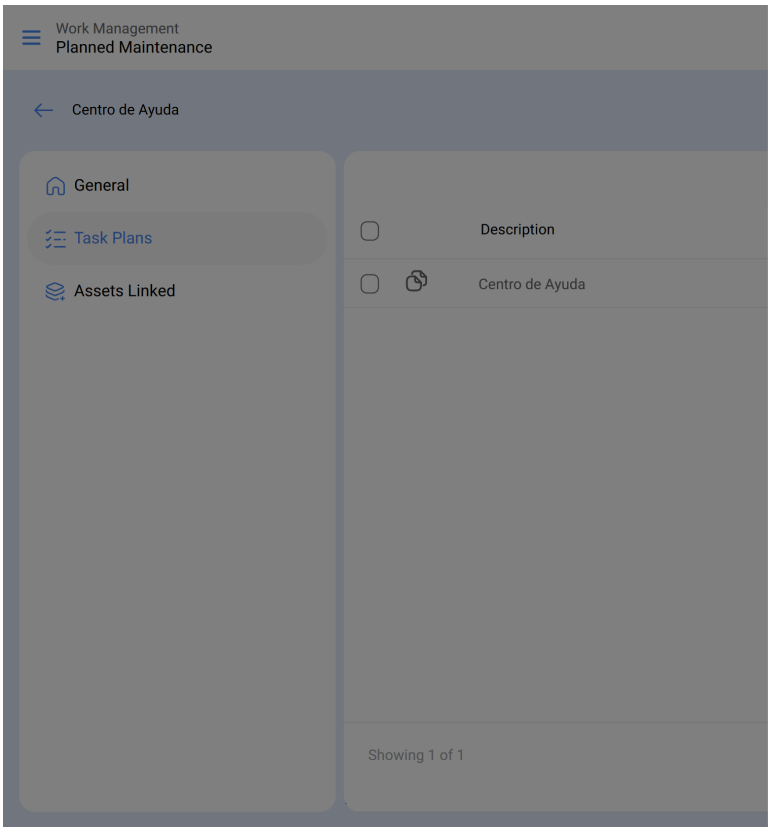 Work Management
Planned Maintenance
Centro de Ayuda
General
Task Plans
Assets Linked
Description
Centro de Ayuda
Showing 1 of 1